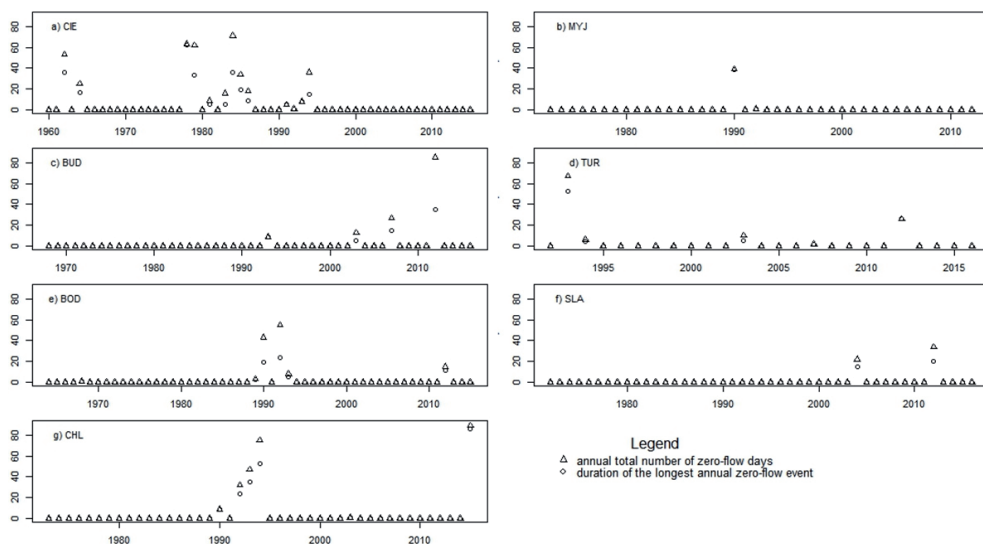 a) CIE
0 20 40 60 80
1960 1970 1980 1990 2000 2010
b) MYJ
0 20 40 60 80
1980 1990 2000 2010
c) BUD
0 20 40 60 80
1970 1980 1990 2000 2010
d) TUR
0 20 40 60 80
1995 2000 2005 2010 2015
e) BOD
0 20 40 60 80
1970 1980 1990 2000 2010
f) SLA
0 20 40 60 80
1980 1990 2000 2010
g) CHL
0 20 40 60 80
1980 1990 2000 2010
Legend
annual total number of zero-flow days
duration of the longest annual zero-flow event